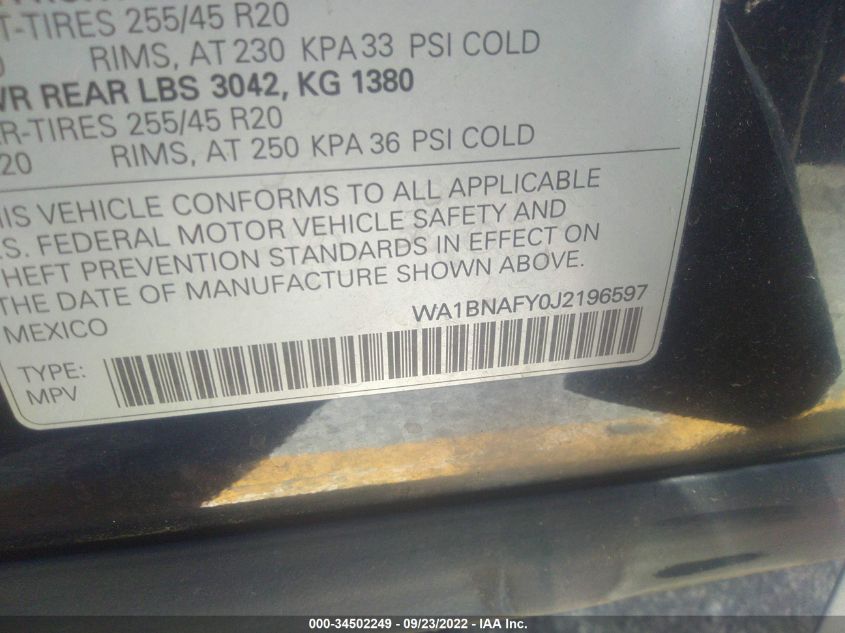 T-TIRES 255/45 R20
RIMS, AT 230 KPA 33 PSI COLD
WR REAR LBS 3042, KG 1380
R-TIRES 255/45 R20
20 RIMS, AT 250 KPA 36 PSI COLD
HIS VEHICLE CONFORMS TO ALL APPLICABLE
.S. FEDERAL MOTOR VEHICLE SAFETY AND
HEFT PREVENTION STANDARDS IN EFFECT ON
THE DATE OF MANUFACTURE SHOWN ABOVE.
MEXICO
WA1BNAFY0J2196597
TYPE:
MPV
000-34502249 - 09/23/2022 - IAA Inc.